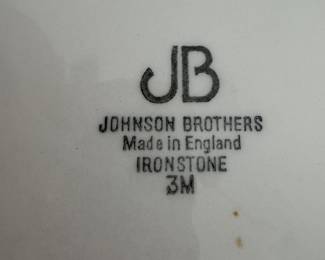 JB
JOHNSON BROTHERS
Made in England
IRONSTONE
3M